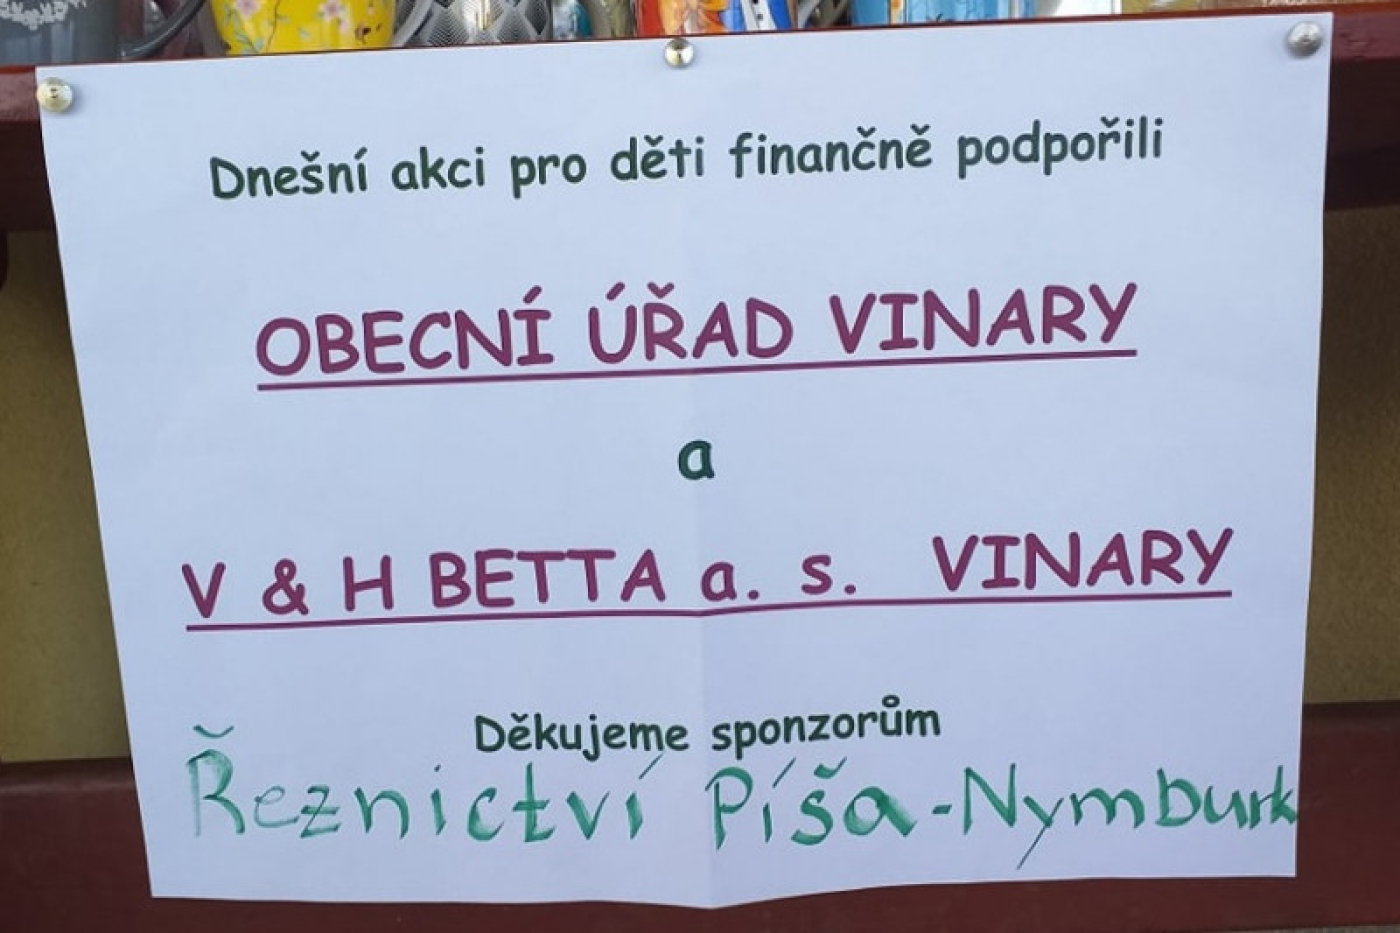 Dnešní akci pro děti finančně podpořili
OBECNÍ ÚŘAD VINARY
a
V & H BETTA a. s. VINARY
Děkujeme sponzorům
Řeznictví Píša-Nymburk